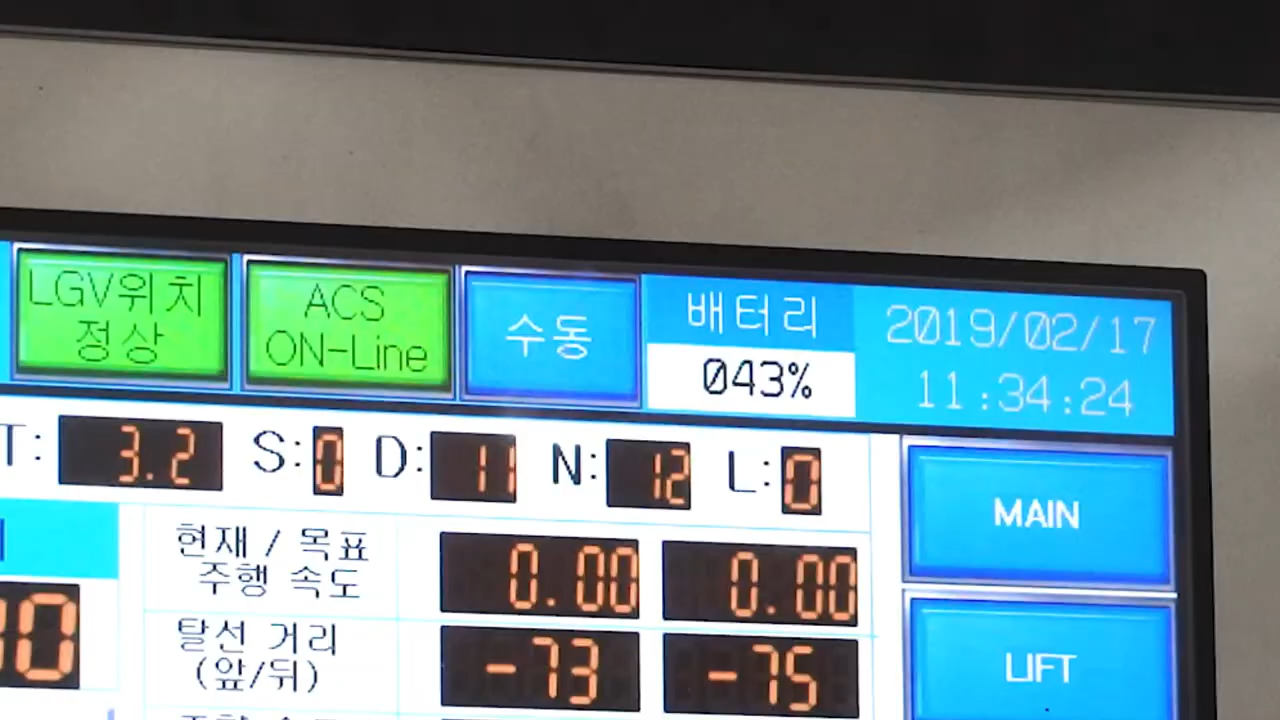 LGV위치
정상
ACS
ON-Line
수동
배터리
043%
2019/02/17
11:34:24
T: 3.2 S: 0 D: 11 N: 12 L: 0
MAIN
현재 / 목표
주행 속도
0.00 0.00
탈선 거리
(앞/뒤)
-73 -75
LIFT